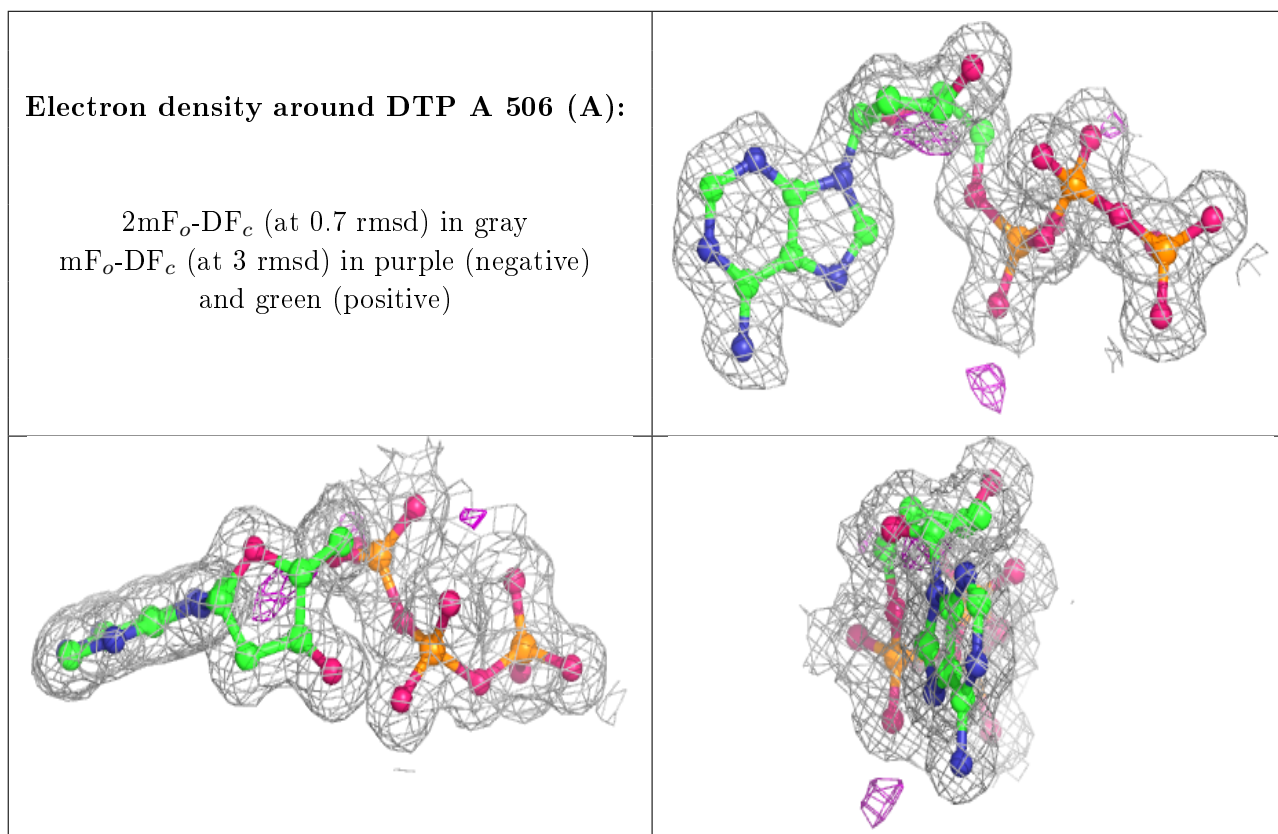 Electron density around DTP A 506 (A):
2mFo-DFc (at 0.7 rmsd) in gray
mFo-DFc (at 3 rmsd) in purple (negative)
and green (positive)